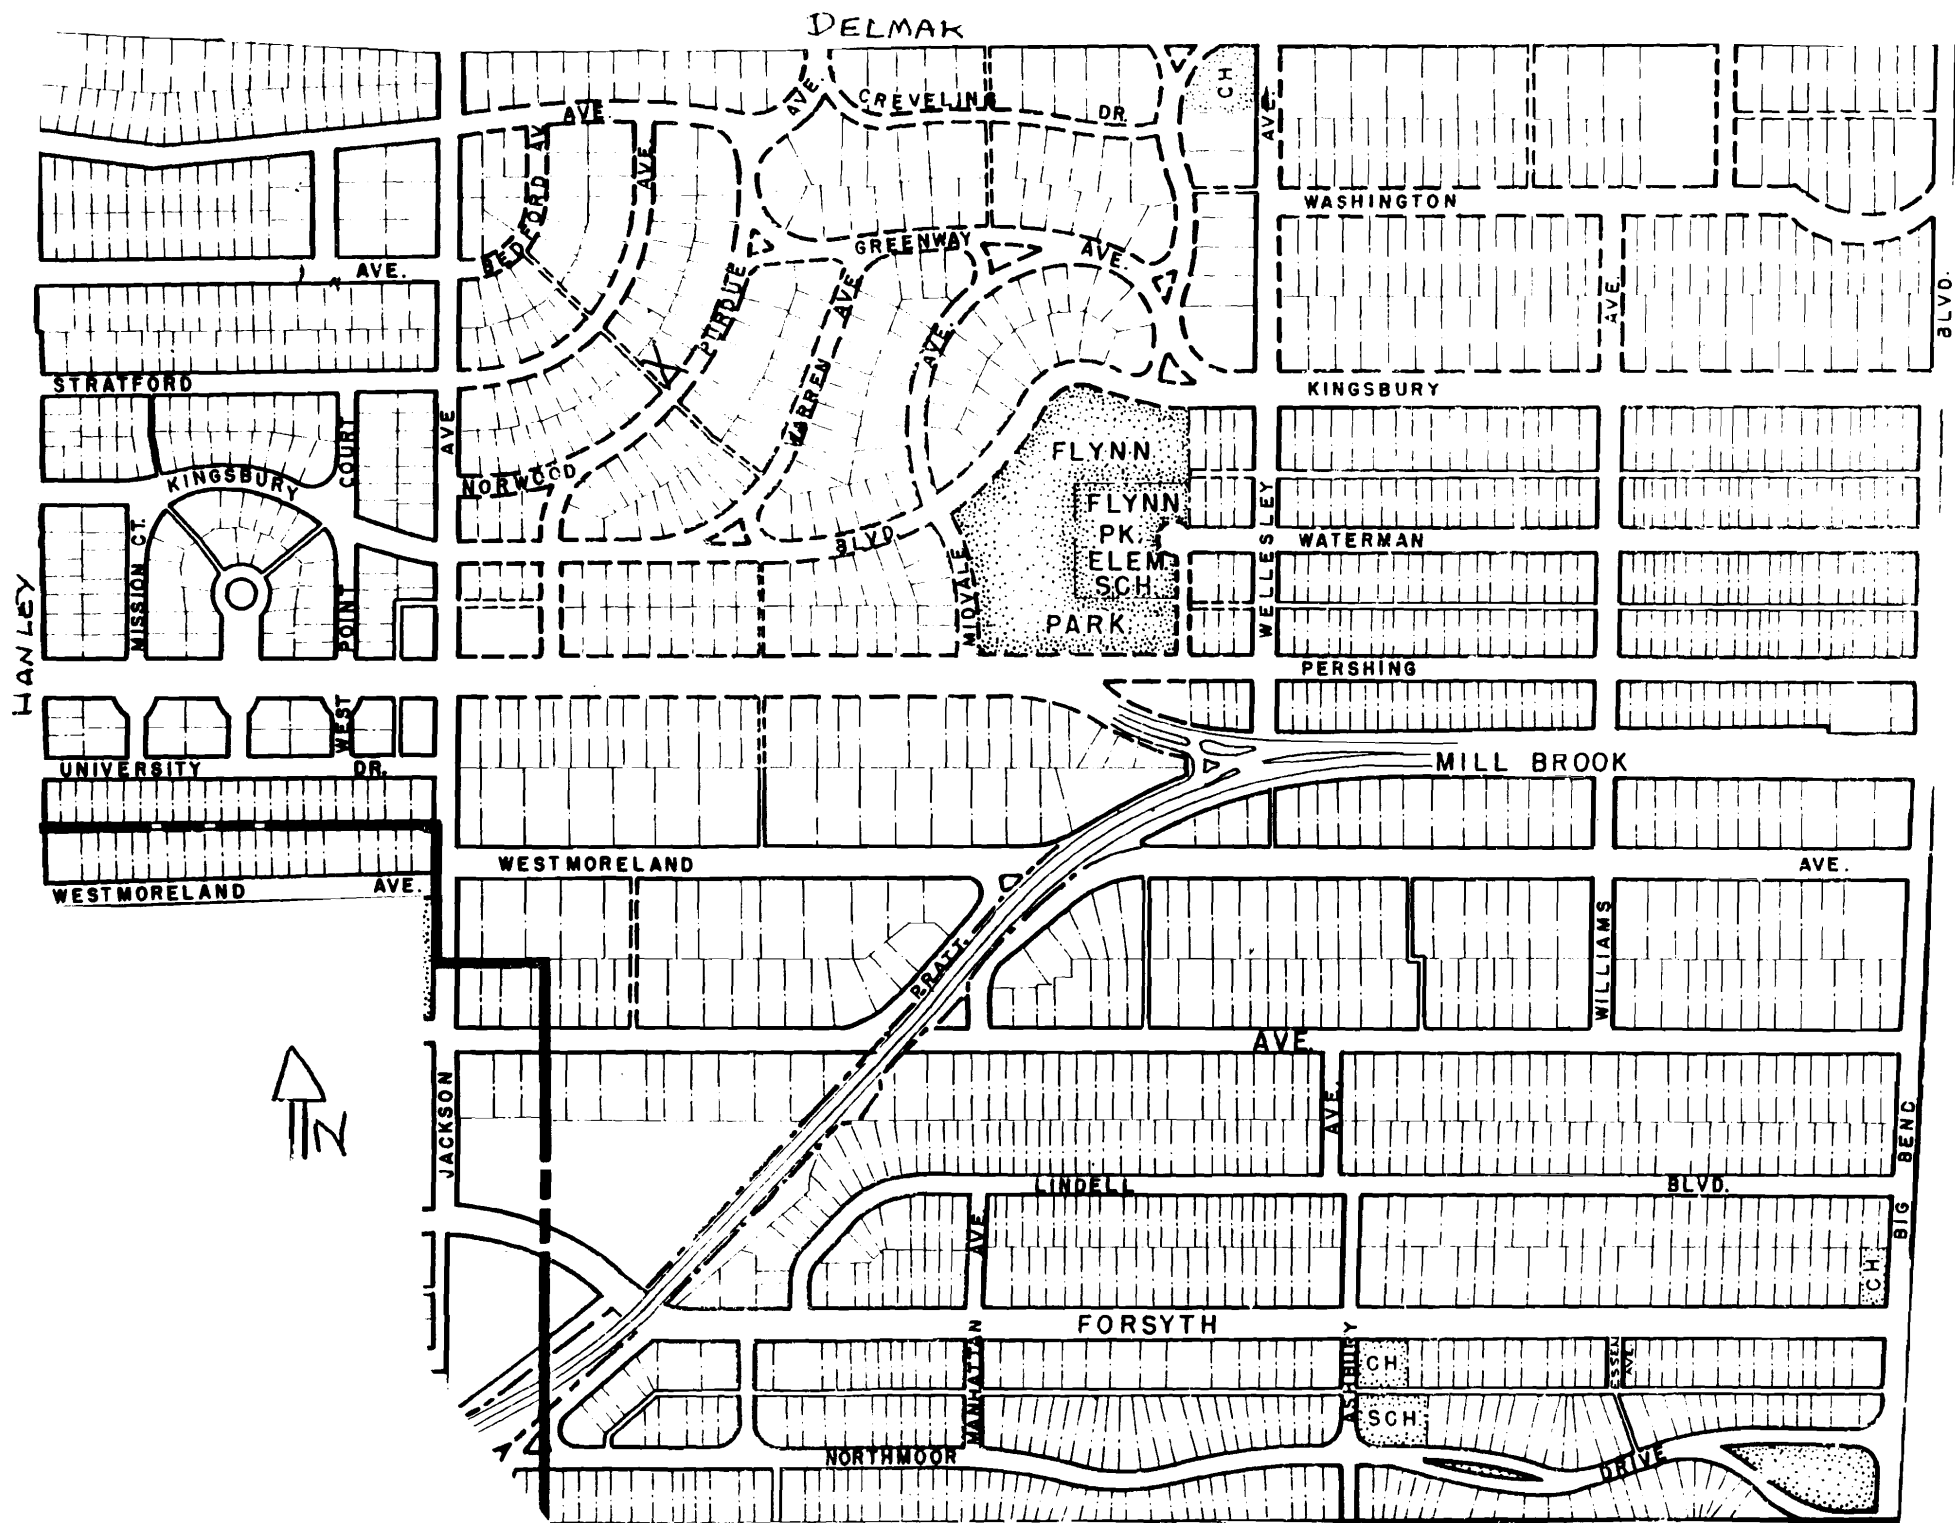 DELMAR
CH
AVE.
CREVELING
DR.
AVE.
AVE.
BEDFORD AV.
AVE.
WASHINGTON
GREENWAY
AVE.
AVE.
PURDUE
AVE.
WARREN
AVE.
AVE.
BLVD.
STRATFORD
KINGSBURY
COURT
AVE
NORWOOD
KINGSBURY
FLYNN
FLYNN
PK.
ELEM
SCH
PARK
WELLESLEY
WATERMAN
BLVD.
MIDVALE
MISSION CT.
HANLEY
POINT
WEST
PERSHING
UNIVERSITY
DR.
MILL BROOK
WESTMORELAND
AVE.
WESTMORELAND
AVE.
PRATT
WILLIAMS
AVE.
N
JACKSON
AVE.
BIG BEND
LINDELL
BLVD.
AVE.
CH
FORSYTH
MANHATTAN
ASHBURY
CH.
SCH.
ESSEX
AVE.
NORTHMOOR
DRIVE